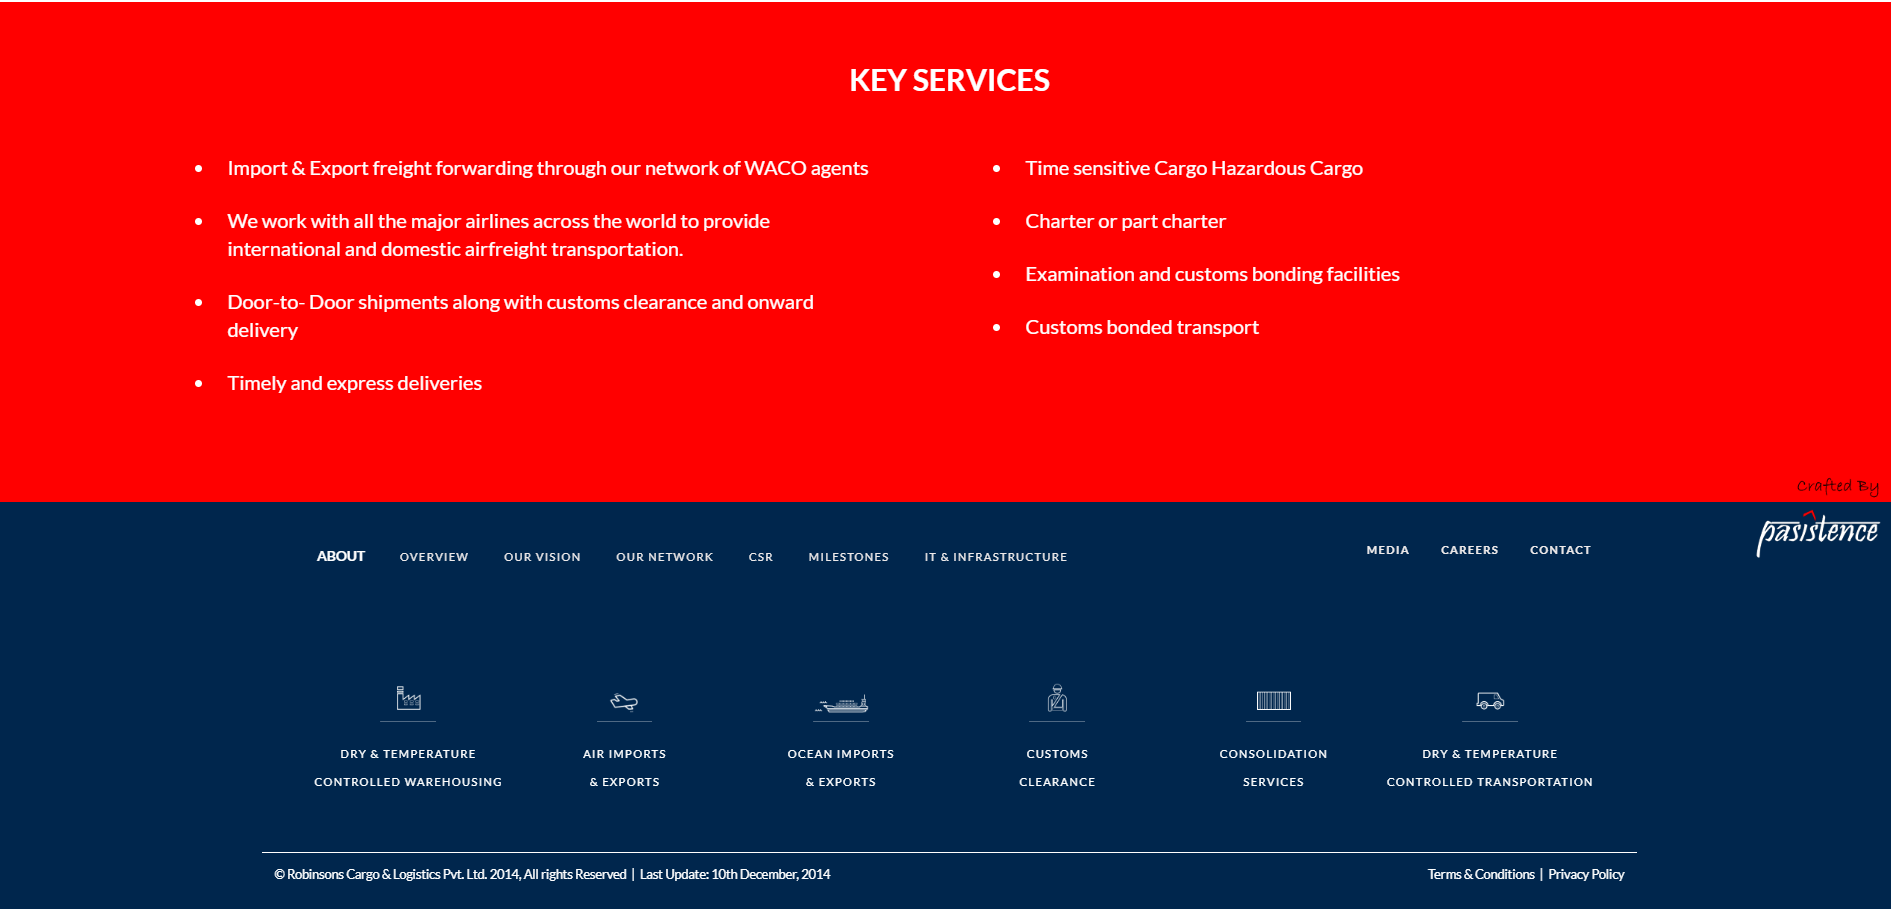 KEY SERVICES
Import & Export freight forwarding through our network of WACO agents
We work with all the major airlines across the world to provide
international and domestic airfreight transportation.
Door-to- Door shipments along with customs clearance and onward
delivery
Timely and express deliveries
Time sensitive Cargo Hazardous Cargo
Charter or part charter
Examination and customs bonding facilities
Customs bonded transport
Crafted By
pasistence
ABOUT OVERVIEW OUR VISION OUR NETWORK CSR MILESTONES IT & INFRASTRUCTURE
MEDIA CAREERS CONTACT
DRY & TEMPERATURE
CONTROLLED WAREHOUSING
AIR IMPORTS
& EXPORTS
OCEAN IMPORTS
& EXPORTS
CUSTOMS
CLEARANCE
CONSOLIDATION
SERVICES
DRY & TEMPERATURE
CONTROLLED TRANSPORTATION
© Robinsons Cargo & Logistics Pvt. Ltd. 2014, All rights Reserved | Last Update: 10th December, 2014
Terms & Conditions | Privacy Policy